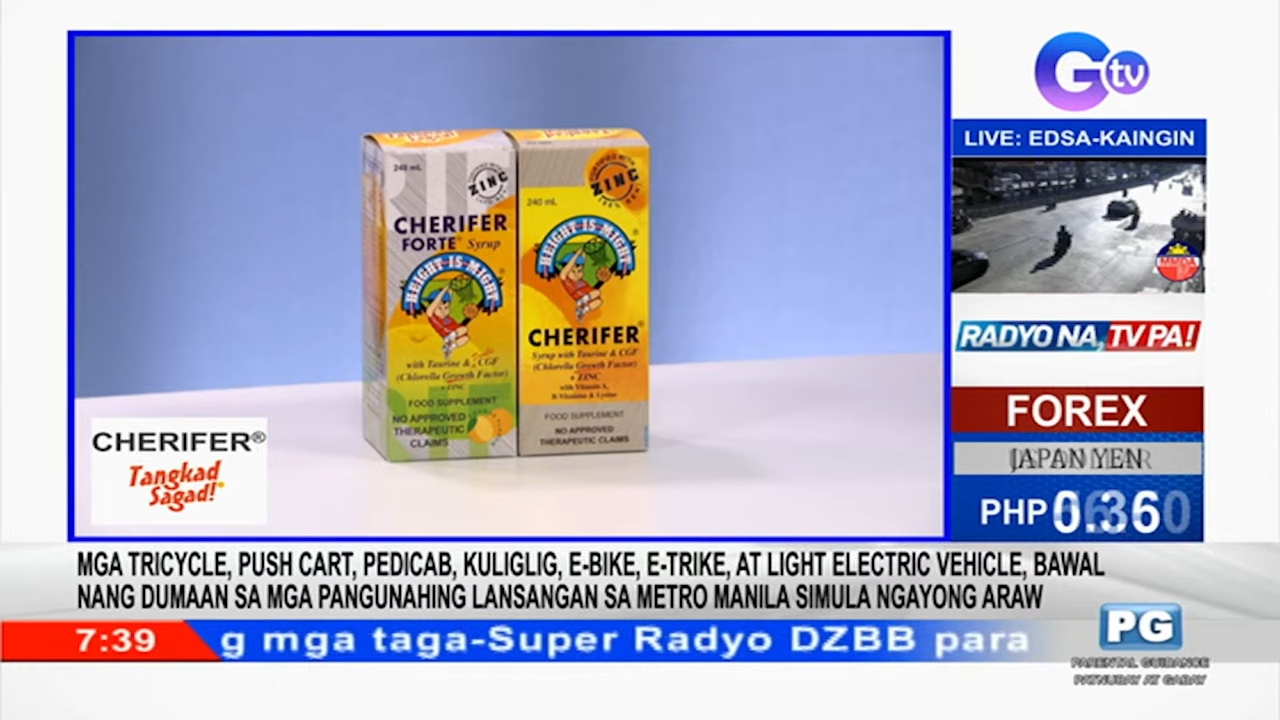 Gtv
LIVE: EDSA-KAINGIN
MMDA
RADYO NA, TV PA!
FOREX
JAPAN YEN
PHP 0.36
248 mL
ZINC
CHERIFER
FORTE® Syrup
HEIGHT IS MIGHT
with Taurine & CGF
(Chlorella Growth Factor)
+ ZINC
FOOD SUPPLEMENT
NO APPROVED
THERAPEUTIC
CLAIMS
240 mL
ZINC
HEIGHT IS MIGHT
CHERIFER®
Syrup with Taurine & CGF
(Chlorella Growth Factor)
+ ZINC
with Vitamin A,
B-Vitamins & Lysine
FOOD SUPPLEMENT
NO APPROVED
THERAPEUTIC CLAIMS
CHERIFER®
Tangkad
Sagad!
MGA TRICYCLE, PUSH CART, PEDICAB, KULIGLIG, E-BIKE, E-TRIKE, AT LIGHT ELECTRIC VEHICLE, BAWAL
NANG DUMAAN SA MGA PANGUNAHING LANSANGAN SA METRO MANILA SIMULA NGAYONG ARAW
7:39
g mga taga-Super Radyo DZBB para
PG
PARENTAL GUIDANCE
PATNUBAY AT GABAY